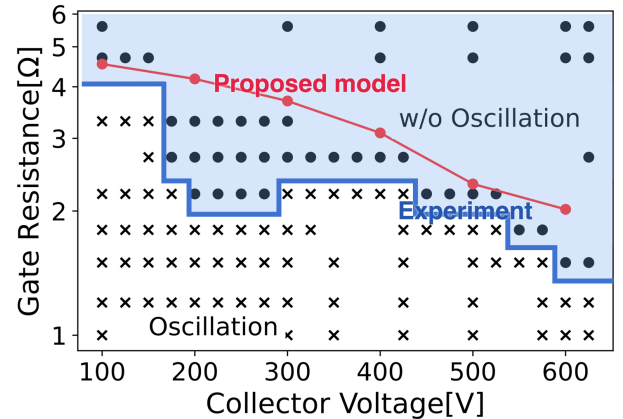 6
5
4
3
2
1
Gate Resistance[Ω]
Proposed model
w/o Oscillation
Experiment
Oscillation
100 200 300 400 500 600
Collector Voltage[V]